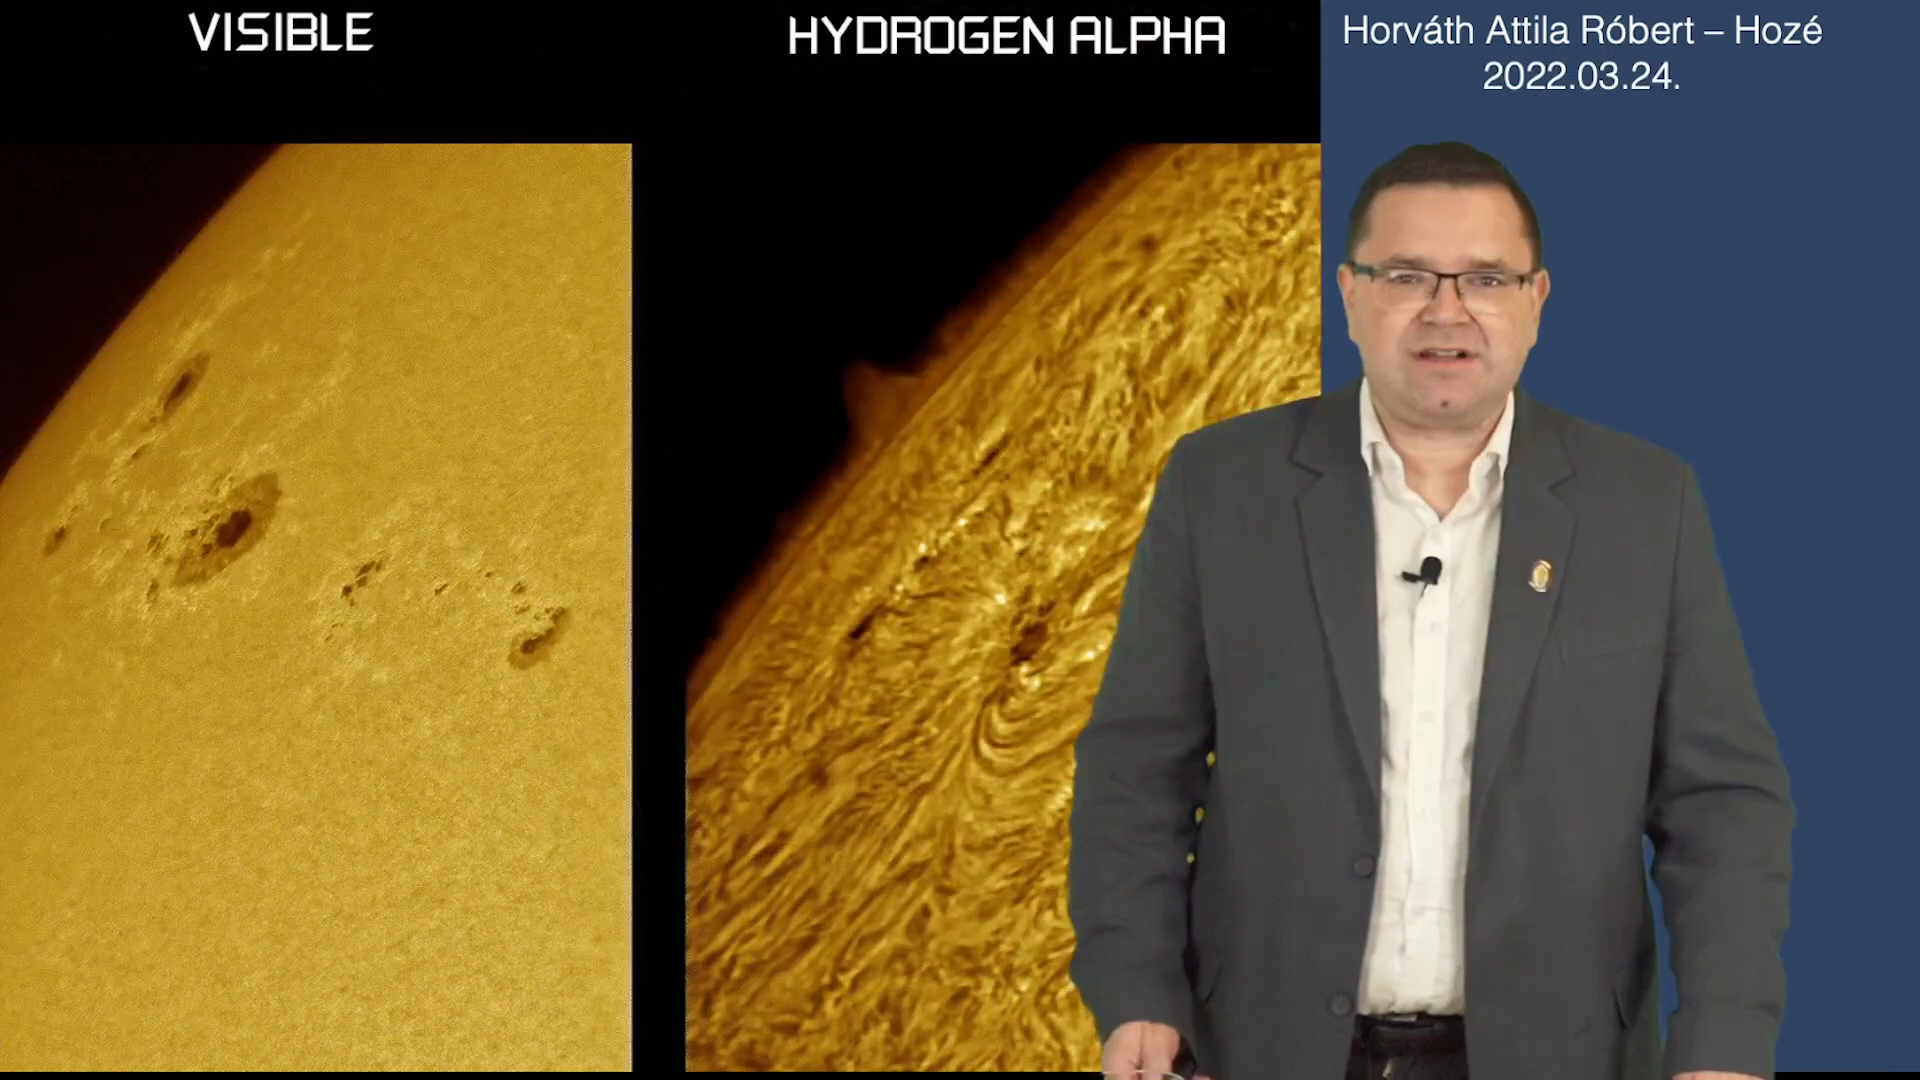 VISIBLE
HYDROGEN ALPHA
Horváth Attila Róbert – Hozé
2022.03.24.